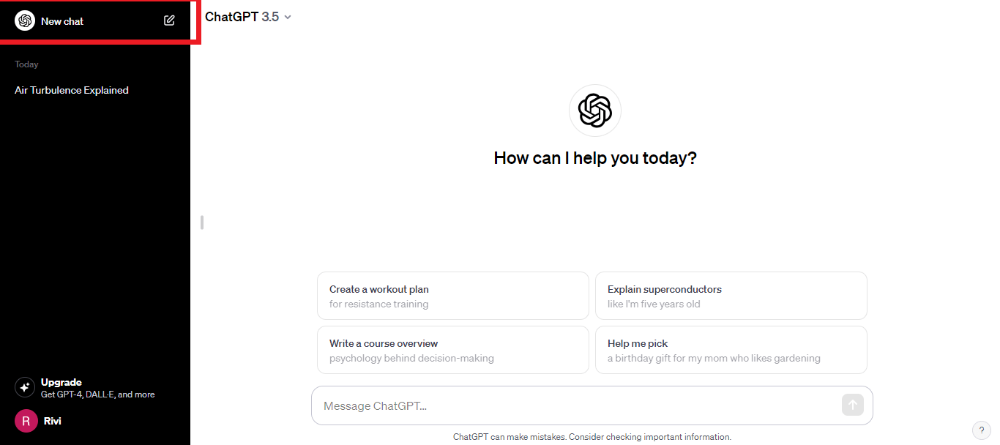 New chat
Today
Air Turbulence Explained
Upgrade
Get GPT-4, DALL·E, and more
R
Rivi
ChatGPT 3.5
How can I help you today?
Create a workout plan
for resistance training
Explain superconductors
like I'm five years old
Write a course overview
psychology behind decision-making
Help me pick
a birthday gift for my mom who likes gardening
Message ChatGPT...
ChatGPT can make mistakes. Consider checking important information.
?